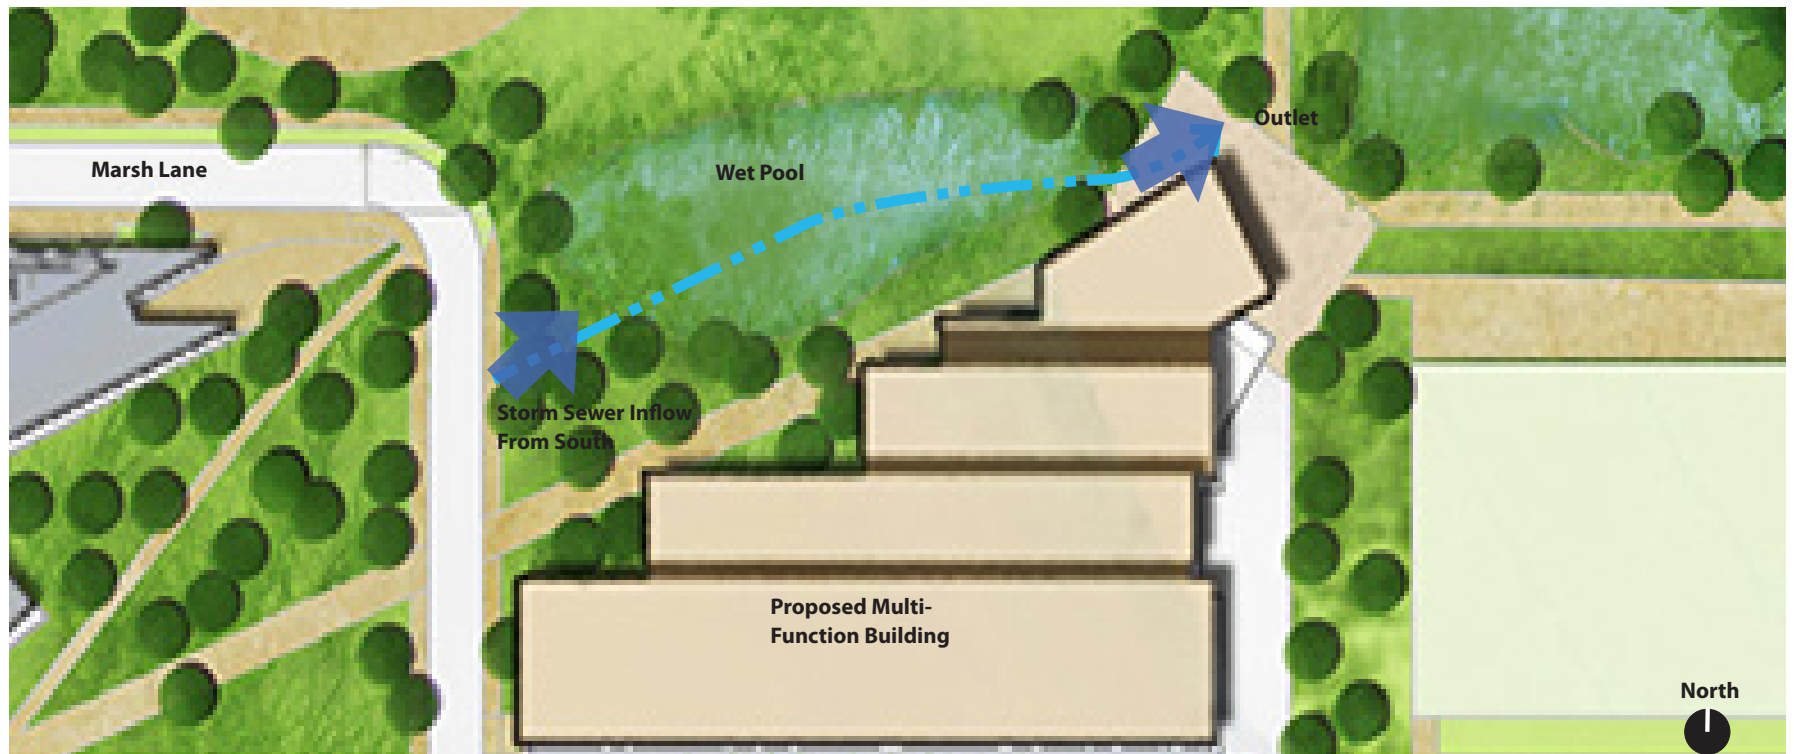 Outlet
Marsh Lane
Wet Pool
Storm Sewer Inflow
From South
Proposed Multi-
Function Building
North